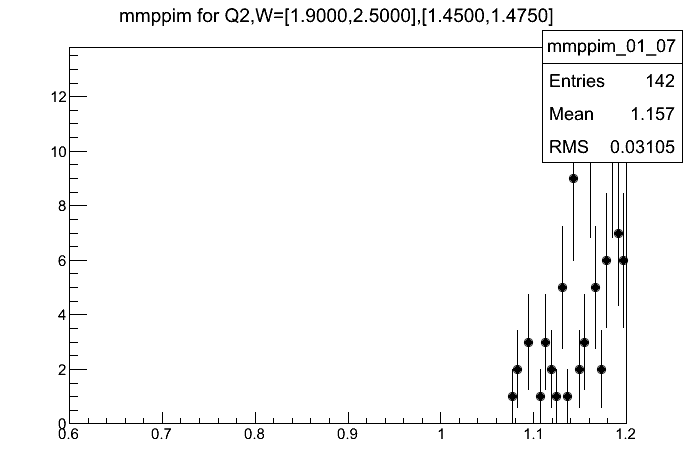 mmppim for Q2,W=[1.9000,2.5000],[1.4500,1.4750]
mmppim_01_07
Entries 142
Mean 1.157
RMS 0.03105
12
10
8
6
4
2
0
0.6 0.7 0.8 0.9 1 1.1 1.2